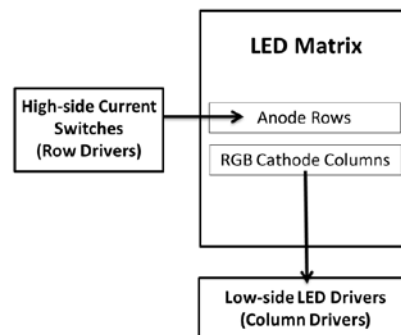 LED Matrix
High-side Current
Switches
(Row Drivers)
Anode Rows
RGB Cathode Columns
Low-side LED Drivers
(Column Drivers)